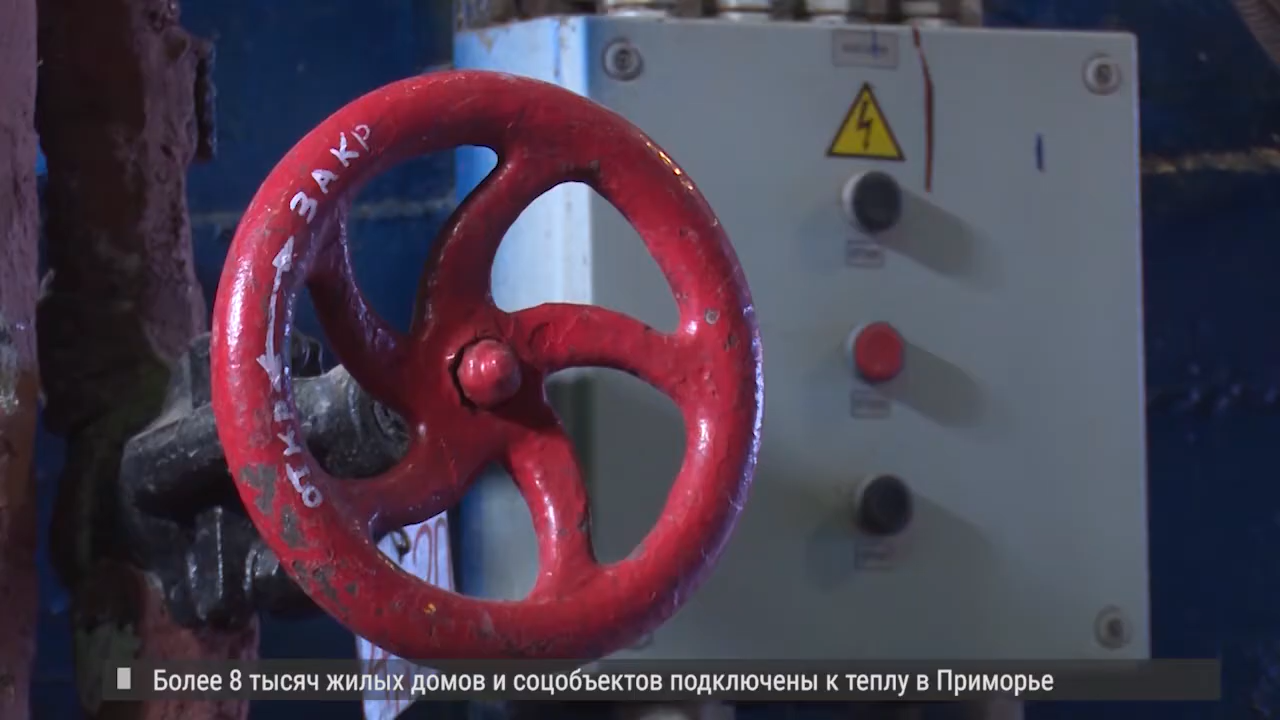 ЗАКР
ОТКР
Более 8 тысяч жилых домов и соцобъектов подключены к теплу в Приморье